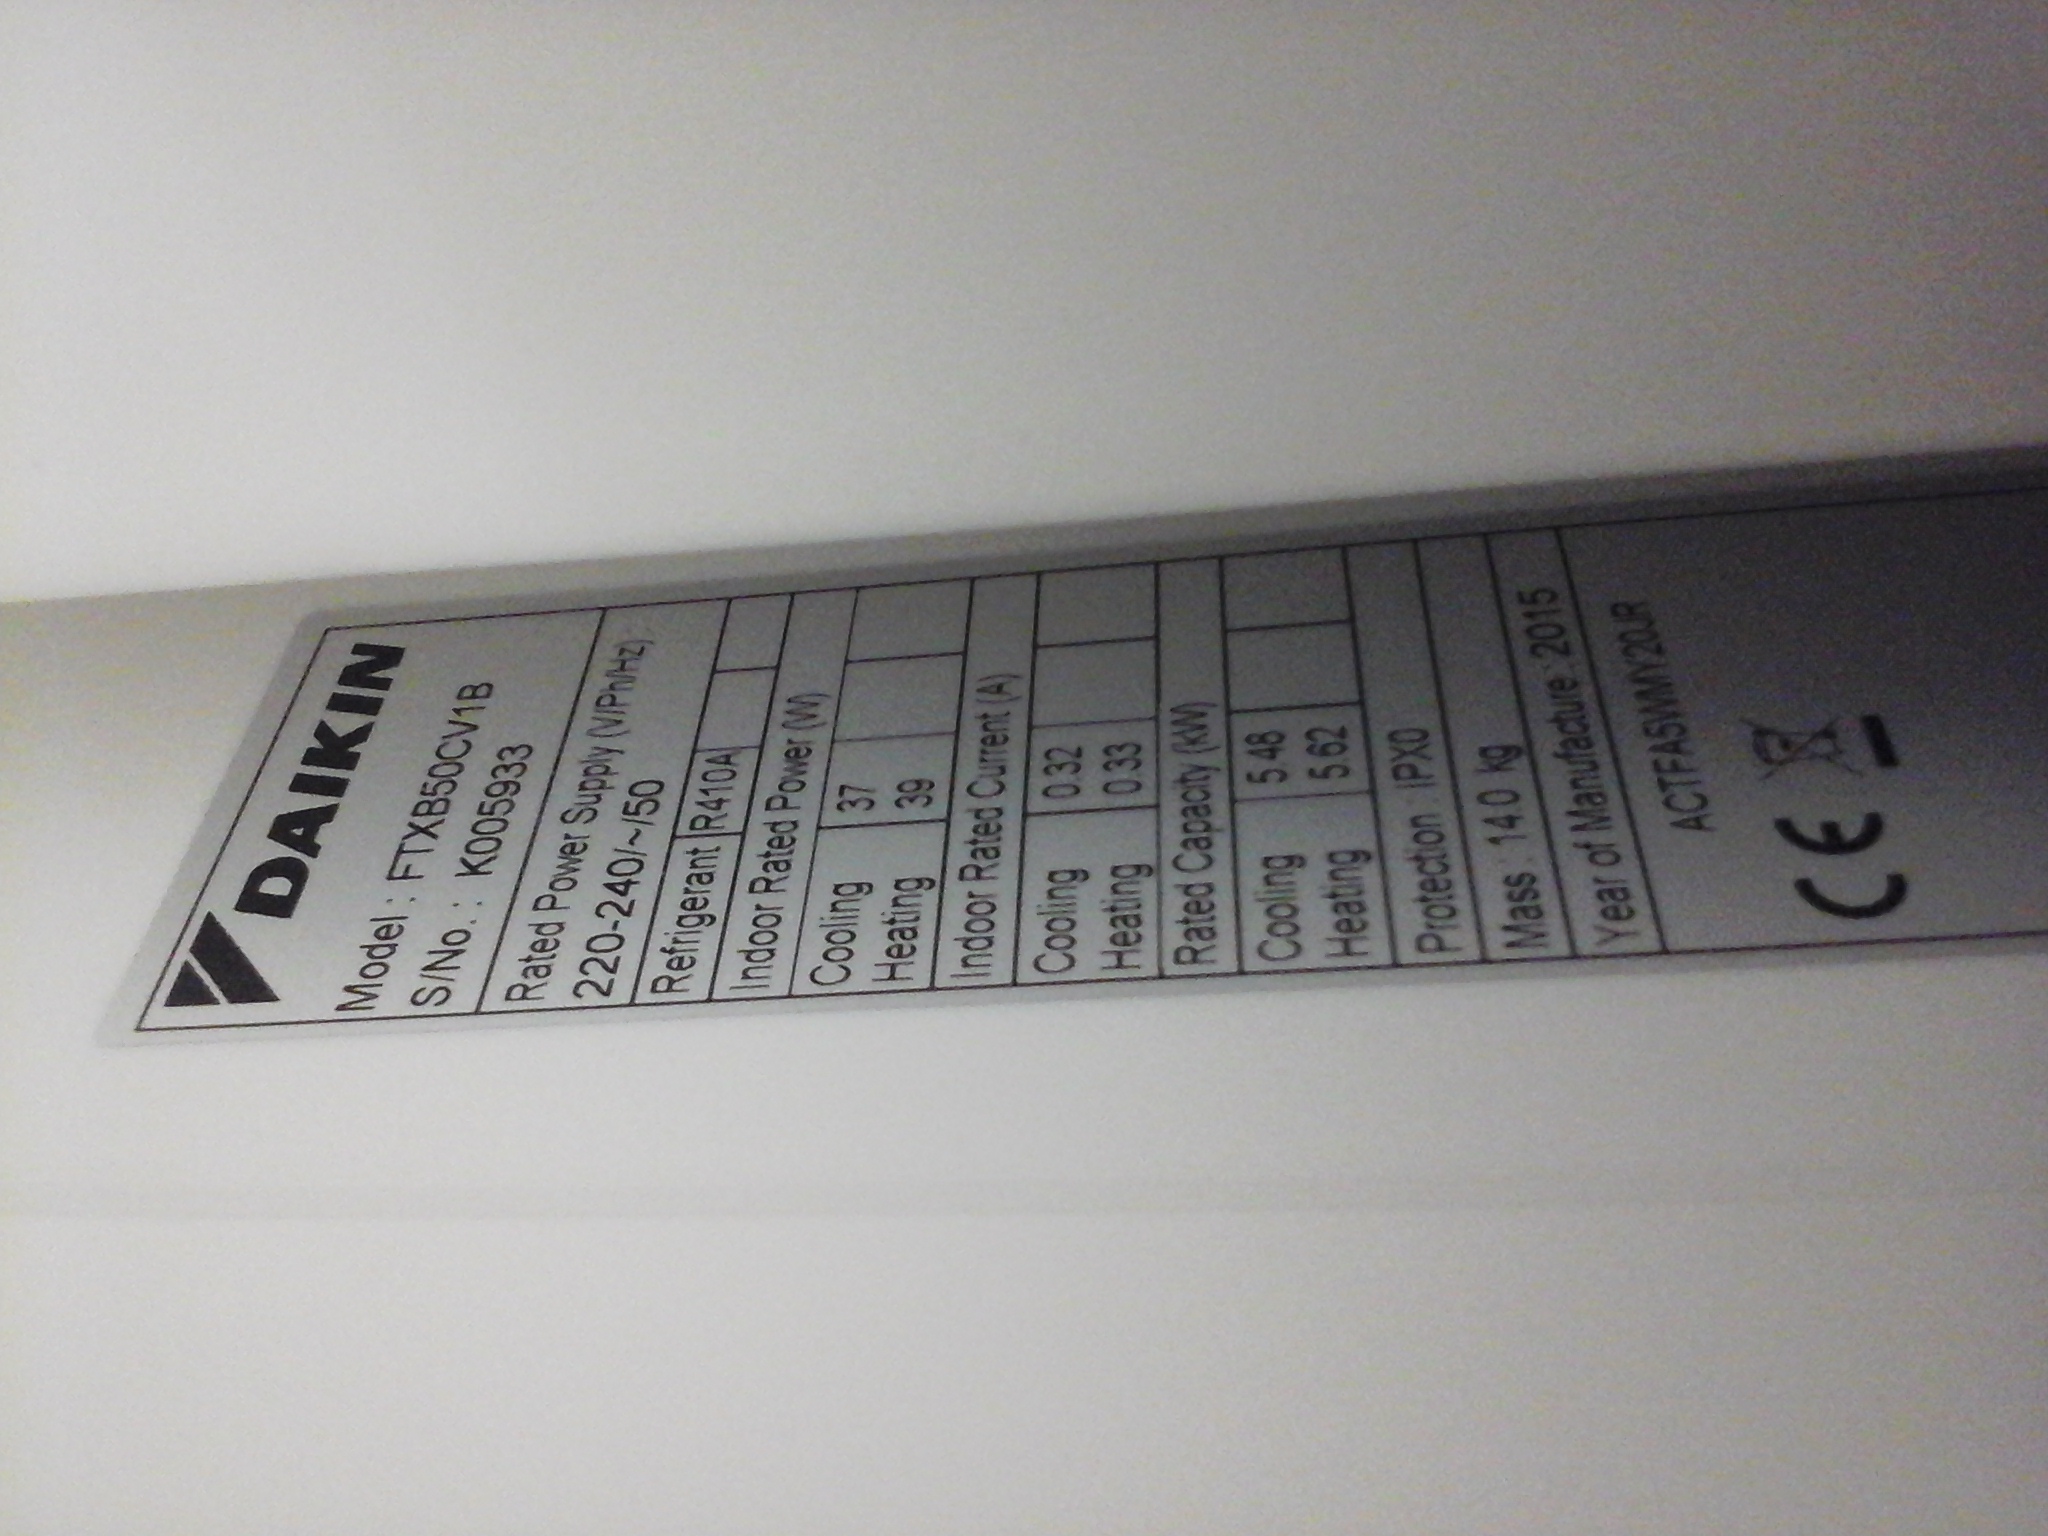 DAIKIN
Model : FTXB50CV1B
S/No. : K005933
Rated Power Supply (V/Ph/Hz)
220-240/~/50
Refrigerant R410A
Indoor Rated Power (W)
Cooling 37
Heating 39
Indoor Rated Current (A)
Cooling 0.32
Heating 0.33
Rated Capacity (kW)
Cooling 5.48
Heating 5.62
Protection : IPX0
Mass : 14.0 kg
Year of Manufacture : 2015
ACTFA5WMY20JR
CE